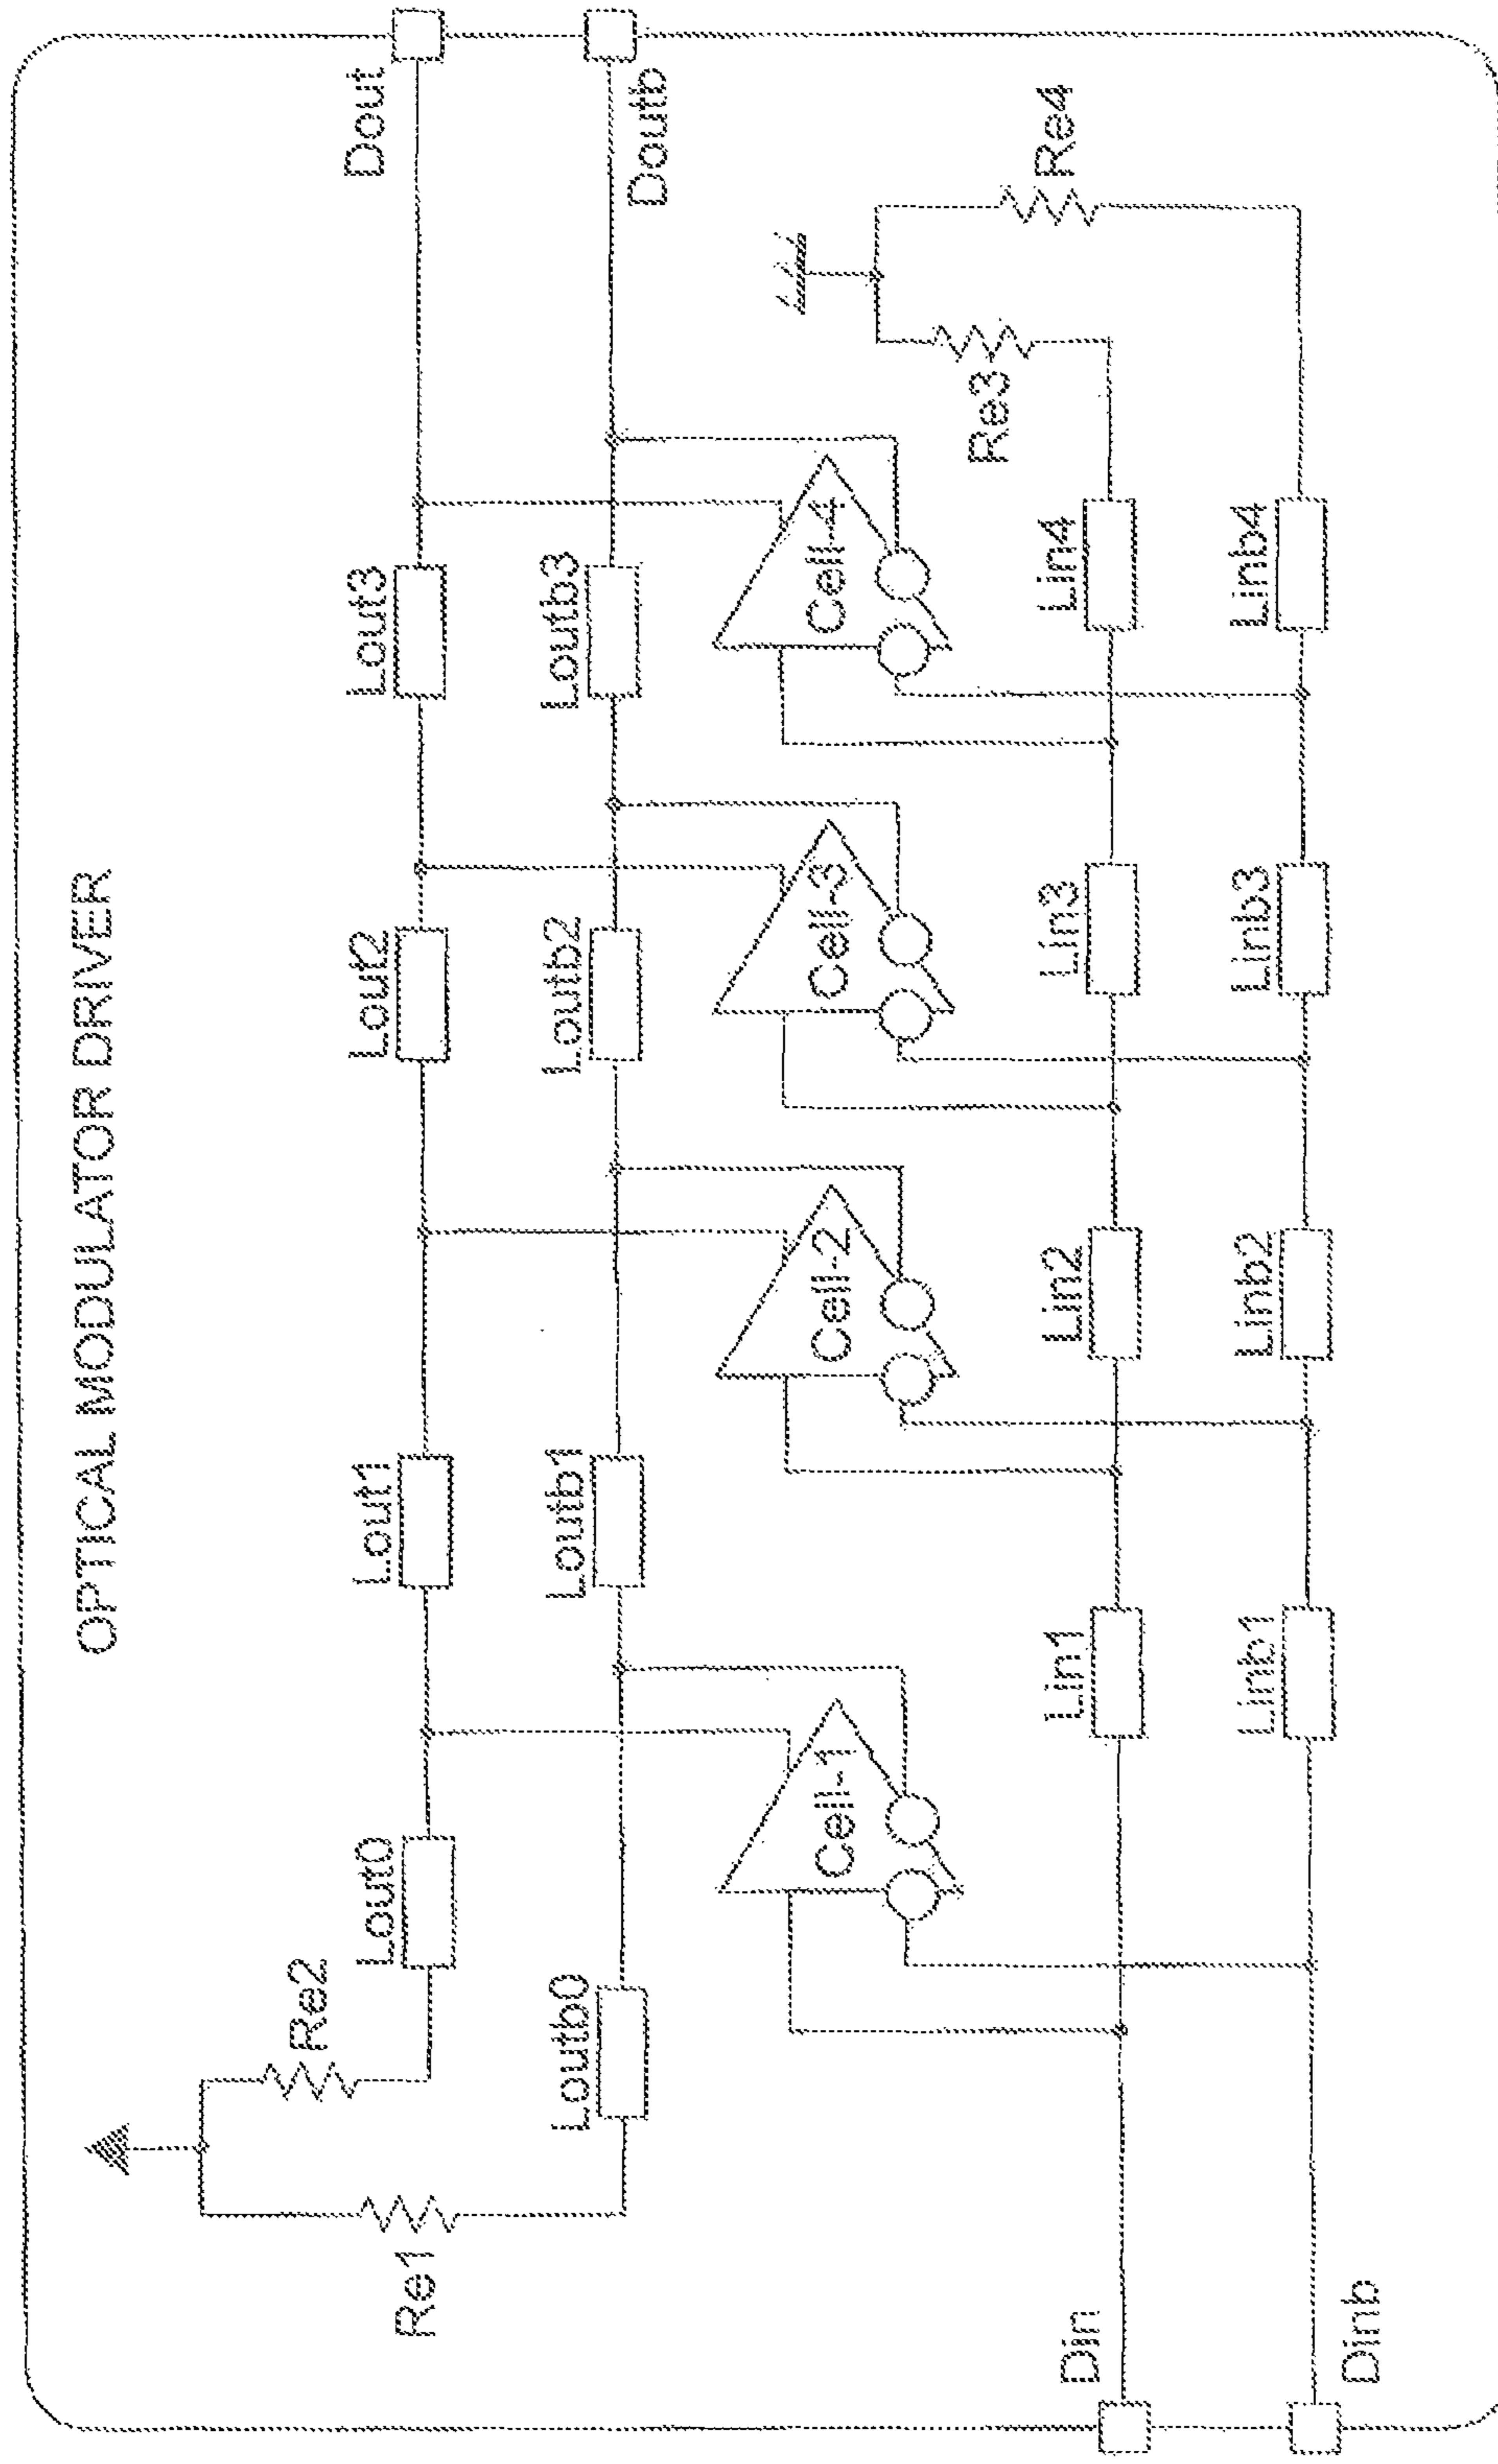 OPTICAL MODULATOR DRIVER
Re1
Re2
Lout0
Lout1
Lout2
Lout3
Dout
Loutb0
Loutb1
Loutb2
Loutb3
Doutb
Cell-1
Cell-2
Cell-3
Cell-4
Re3
Re4
Din
Lin1
Lin2
Lin3
Lin4
Dinb
Linb1
Linb2
Linb3
Linb4